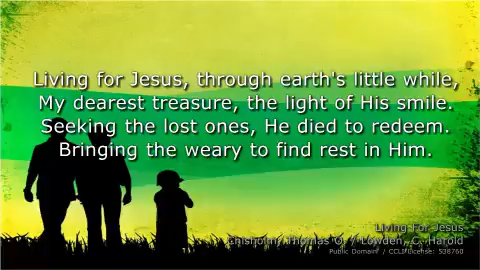 Living for Jesus, through earth's little while,
My dearest treasure, the light of His smile.
Seeking the lost ones, He died to redeem.
Bringing the weary to find rest in Him.
Living For Jesus
Chisholm, Thomas O. / Lowden, C. Harold
Public Domain / CCLI License: 538760